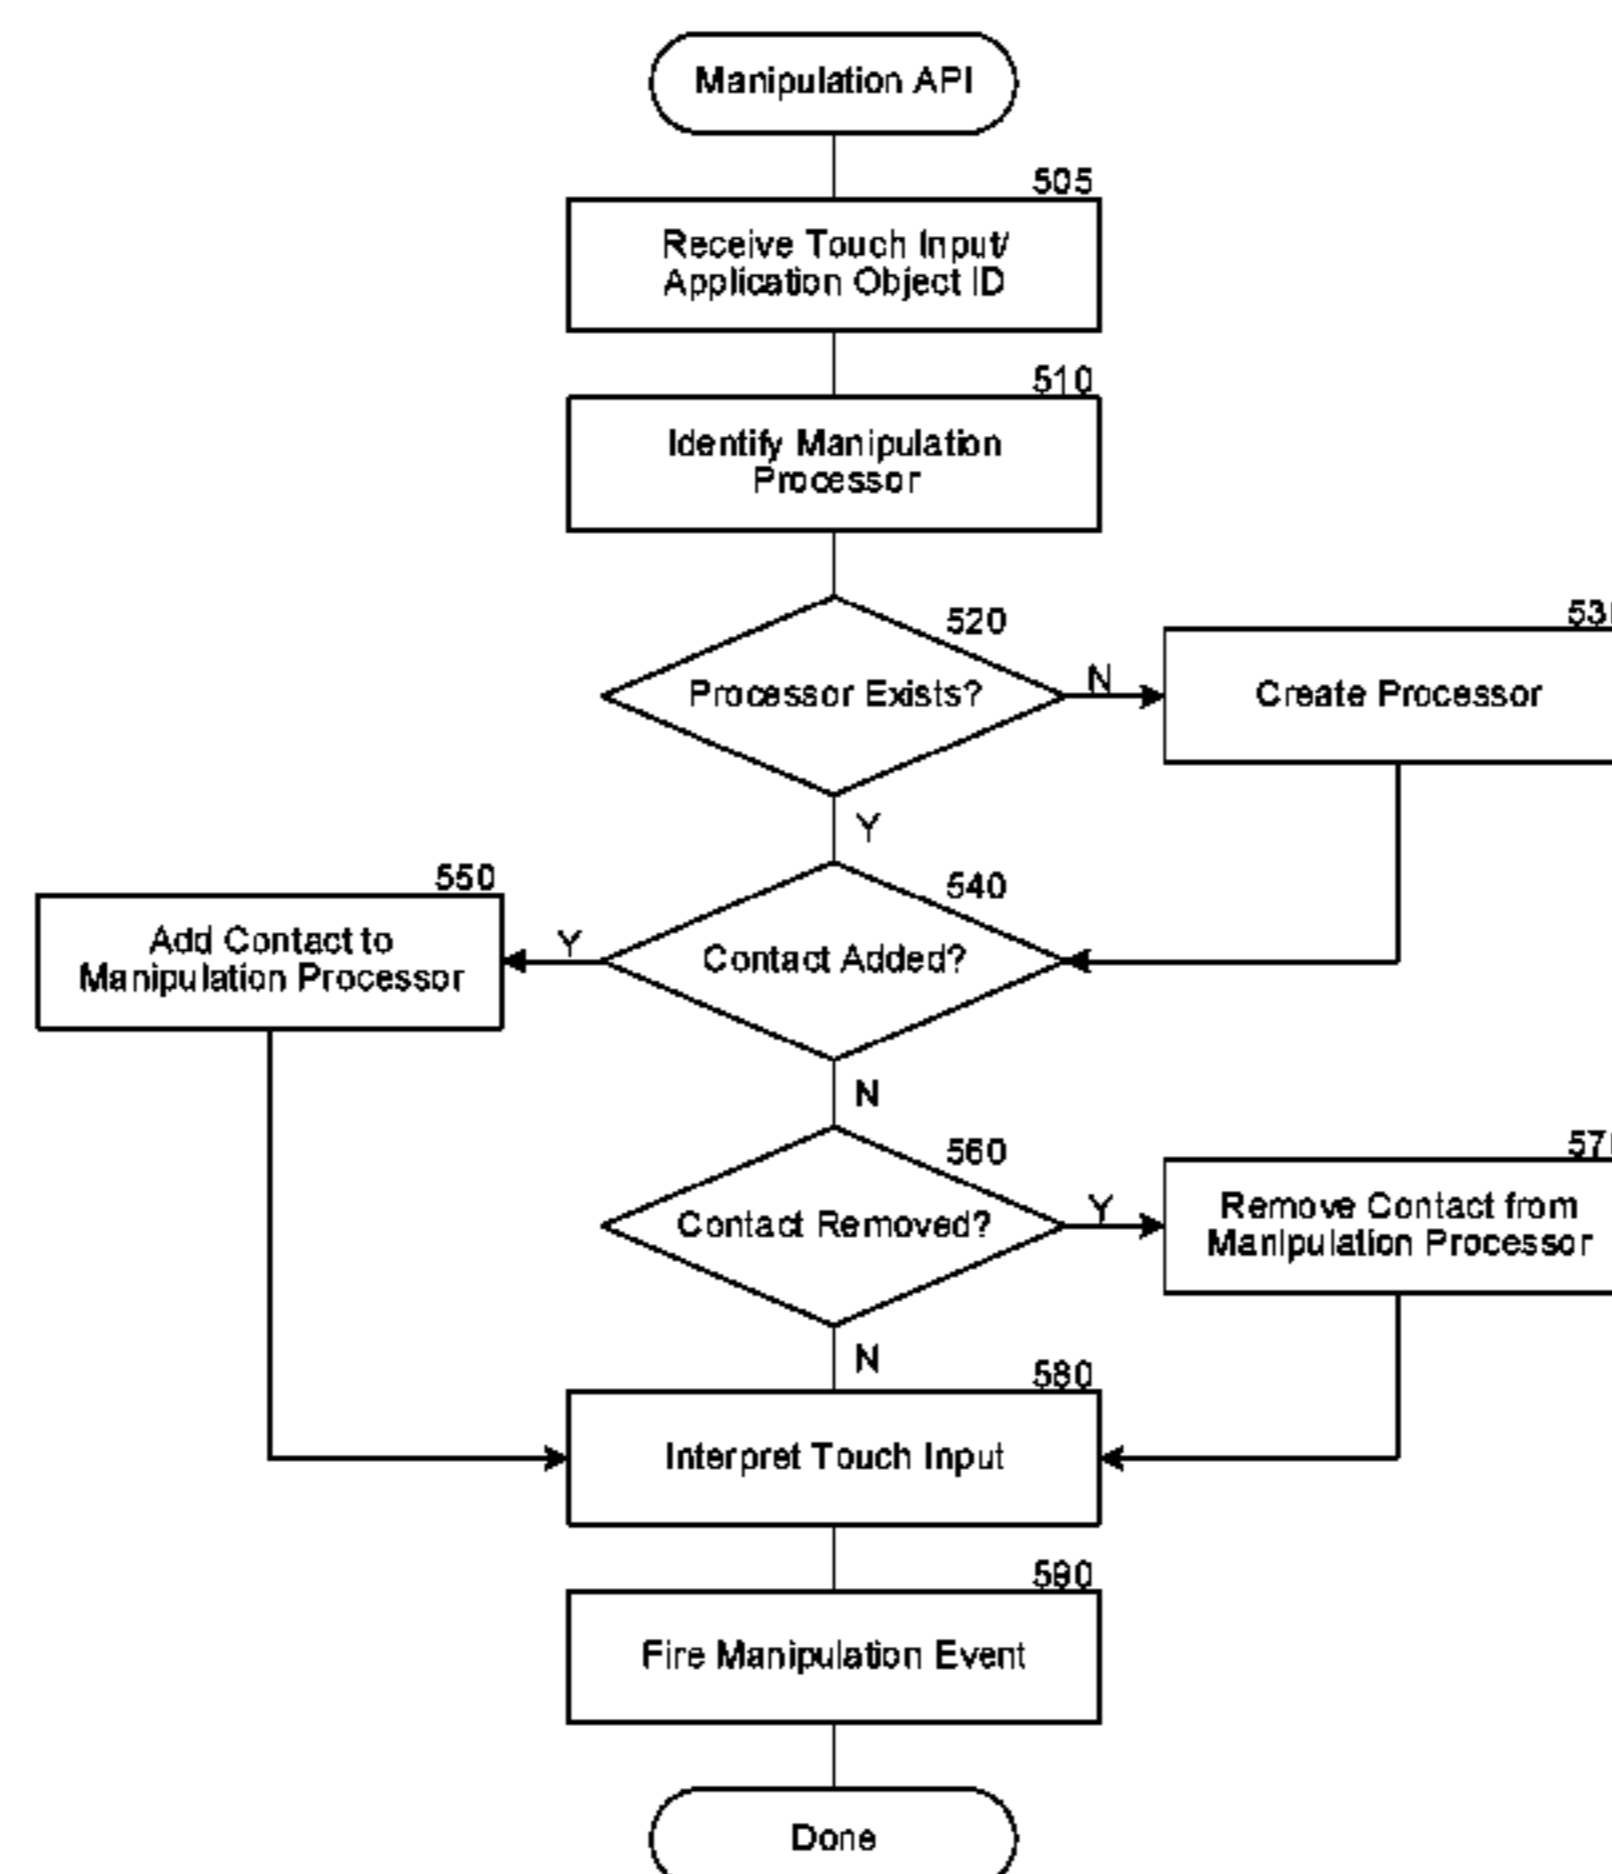 Manipulation API
505
Receive Touch Input/
Application Object ID
510
Identify Manipulation
Processor
520
Processor Exists?
N
Create Processor
Y
550
Add Contact to
Manipulation Processor
Y
540
Contact Added?
N
560
Contact Removed?
Y
Remove Contact from
Manipulation Processor
N
580
Interpret Touch Input
590
Fire Manipulation Event
Done